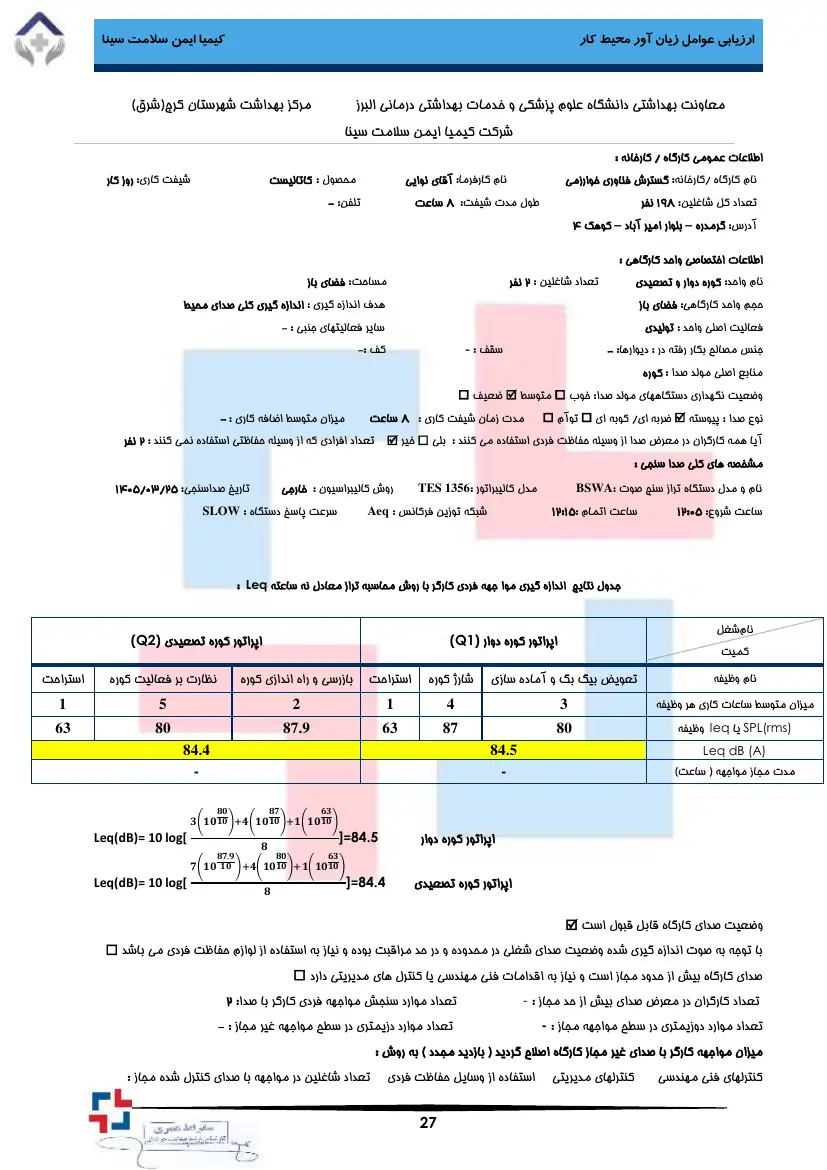 ارزیابی عوامل زیان آور محیط کار
کیمیا ایمن سلامت سینا
معاونت بهداشتی دانشگاه علوم پزشکی و خدمات بهداشتی درمانی البرز مرکز بهداشت شهرستان کرج(شرق)
شرکت کیمیا ایمن سلامت سینا
اطلاعات عمومی کارگاه / کارخانه :
نام کارگاه /کارخانه: گسترش فناوری خوارزمی نام کارفرما: آقای نوایی محصول : کاتالیست شیفت کاری: روز کار
تعداد کل شاغلین: ۱۹۸ نفر طول مدت شیفت: ۸ ساعت تلفن: –
آدرس: گرمدره – بلوار امیر آباد – کوهک ۴
اطلاعات اختصاصی واحد کارگاهی :
نام واحد: کوره دوار و تصعیدی تعداد شاغلین : ۲ نفر مساحت: فضای باز
حجم واحد کارگاهی: فضای باز هدف اندازه گیری : اندازه گیری کلی صدای محیط
فعالیت اصلی واحد : تولیدی سایر فعالیتهای جنبی : –
جنس مصالح بکار رفته در : دیوارها: – سقف : - کف :–
منابع اصلی مولد صدا : کوره
وضعیت نگهداری دستگاههای مولد صدا: خوب ☐ متوسط ☑ ضعیف ☐
نوع صدا : پیوسته ☑ ضربه ای/ کوبه ای ☐ توأم ☐ مدت زمان شیفت کاری : ۸ ساعت میزان متوسط اضافه کاری : –
آیا همه کارگران در معرض صدا از وسیله حفاظت فردی استفاده می کنند : بلی ☐ خیر ☑ تعداد افرادی که از وسیله حفاظتی استفاده نمی کنند : ۲ نفر
مشخصه های کلی صدا سنجی :
نام و مدل دستگاه تراز سنج صوت :BSWA مدل کالیبراتور :TES 1356 روش کالیبراسیون : خارجی تاریخ صداسنجی: ۱۴۰۵/۰۳/۲۵
ساعت شروع: ۱۲:۰۵ ساعت اتمام :۱۲:۱۵ شبکه توزین فرکانس : Aeq سرعت پاسخ دستگاه : SLOW
جدول نتایج اندازه گیری موا جهه فردی کارگر با روش محاسبه تراز معادل نه ساعته Leq :
نام‌شغل
کمیت
اپراتور کوره دوار (Q1) اپراتور کوره تصعیدی (Q2)
نام وظیفه تعویض بیگ بگ و آماده سازی شارژ کوره استراحت بازرسی و راه اندازی کوره نظارت بر فعالیت کوره استراحت
میزان متوسط ساعات کاری هر وظیفه 3 4 1 2 5 1
SPL(rms) یا leq وظیفه 80 87 63 87.9 80 63
Leq dB (A) 84.5 84.4
مدت مجاز مواجهه ( ساعت) - -
اپراتور کوره دوار Leq(dB)= 10 log[ (3(10^(80/10))+4(10^(87/10))+1(10^(63/10)))/8 ]=84.5
اپراتور کوره تصعیدی Leq(dB)= 10 log[ (7(10^(87.9/10))+4(10^(80/10))+1(10^(63/10)))/8 ]=84.4
وضعیت صدای کارگاه قابل قبول است ☑
با توجه به صوت اندازه گیری شده وضعیت صدای شغلی در محدوده و در حد مراقبت بوده و نیاز به استفاده از لوازم حفاظت فردی می باشد ☐
صدای کارگاه بیش از حدود مجاز است و نیاز به اقدامات فنی مهندسی یا کنترل های مدیریتی دارد ☐
تعداد کارگران در معرض صدای بیش از حد مجاز : - تعداد موارد سنجش مواجهه فردی کارگر با صدا: ۲
تعداد موارد دوزیمتری در سطح مواجهه مجاز : - تعداد موارد دزیمتری در سطح مواجهه غیر مجاز : –
میزان مواجهه کارگر با صدای غیر مجاز کارگاه اصلاح گردید ( بازدید مجدد ) به روش :
کنترلهای فنی مهندسی کنترلهای مدیریتی استفاده از وسایل حفاظت فردی تعداد شاغلین در مواجهه با صدای کنترل شده مجاز :
27